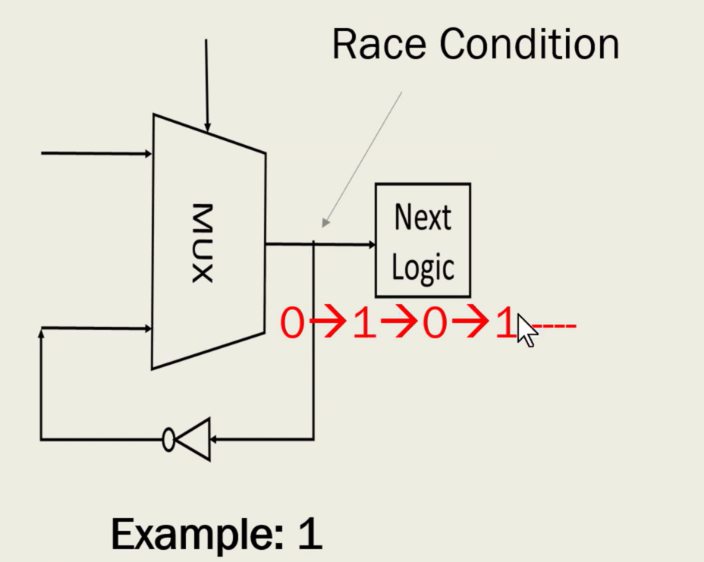 Race Condition
MUX
Next
Logic
0→1→0→1----
Example: 1